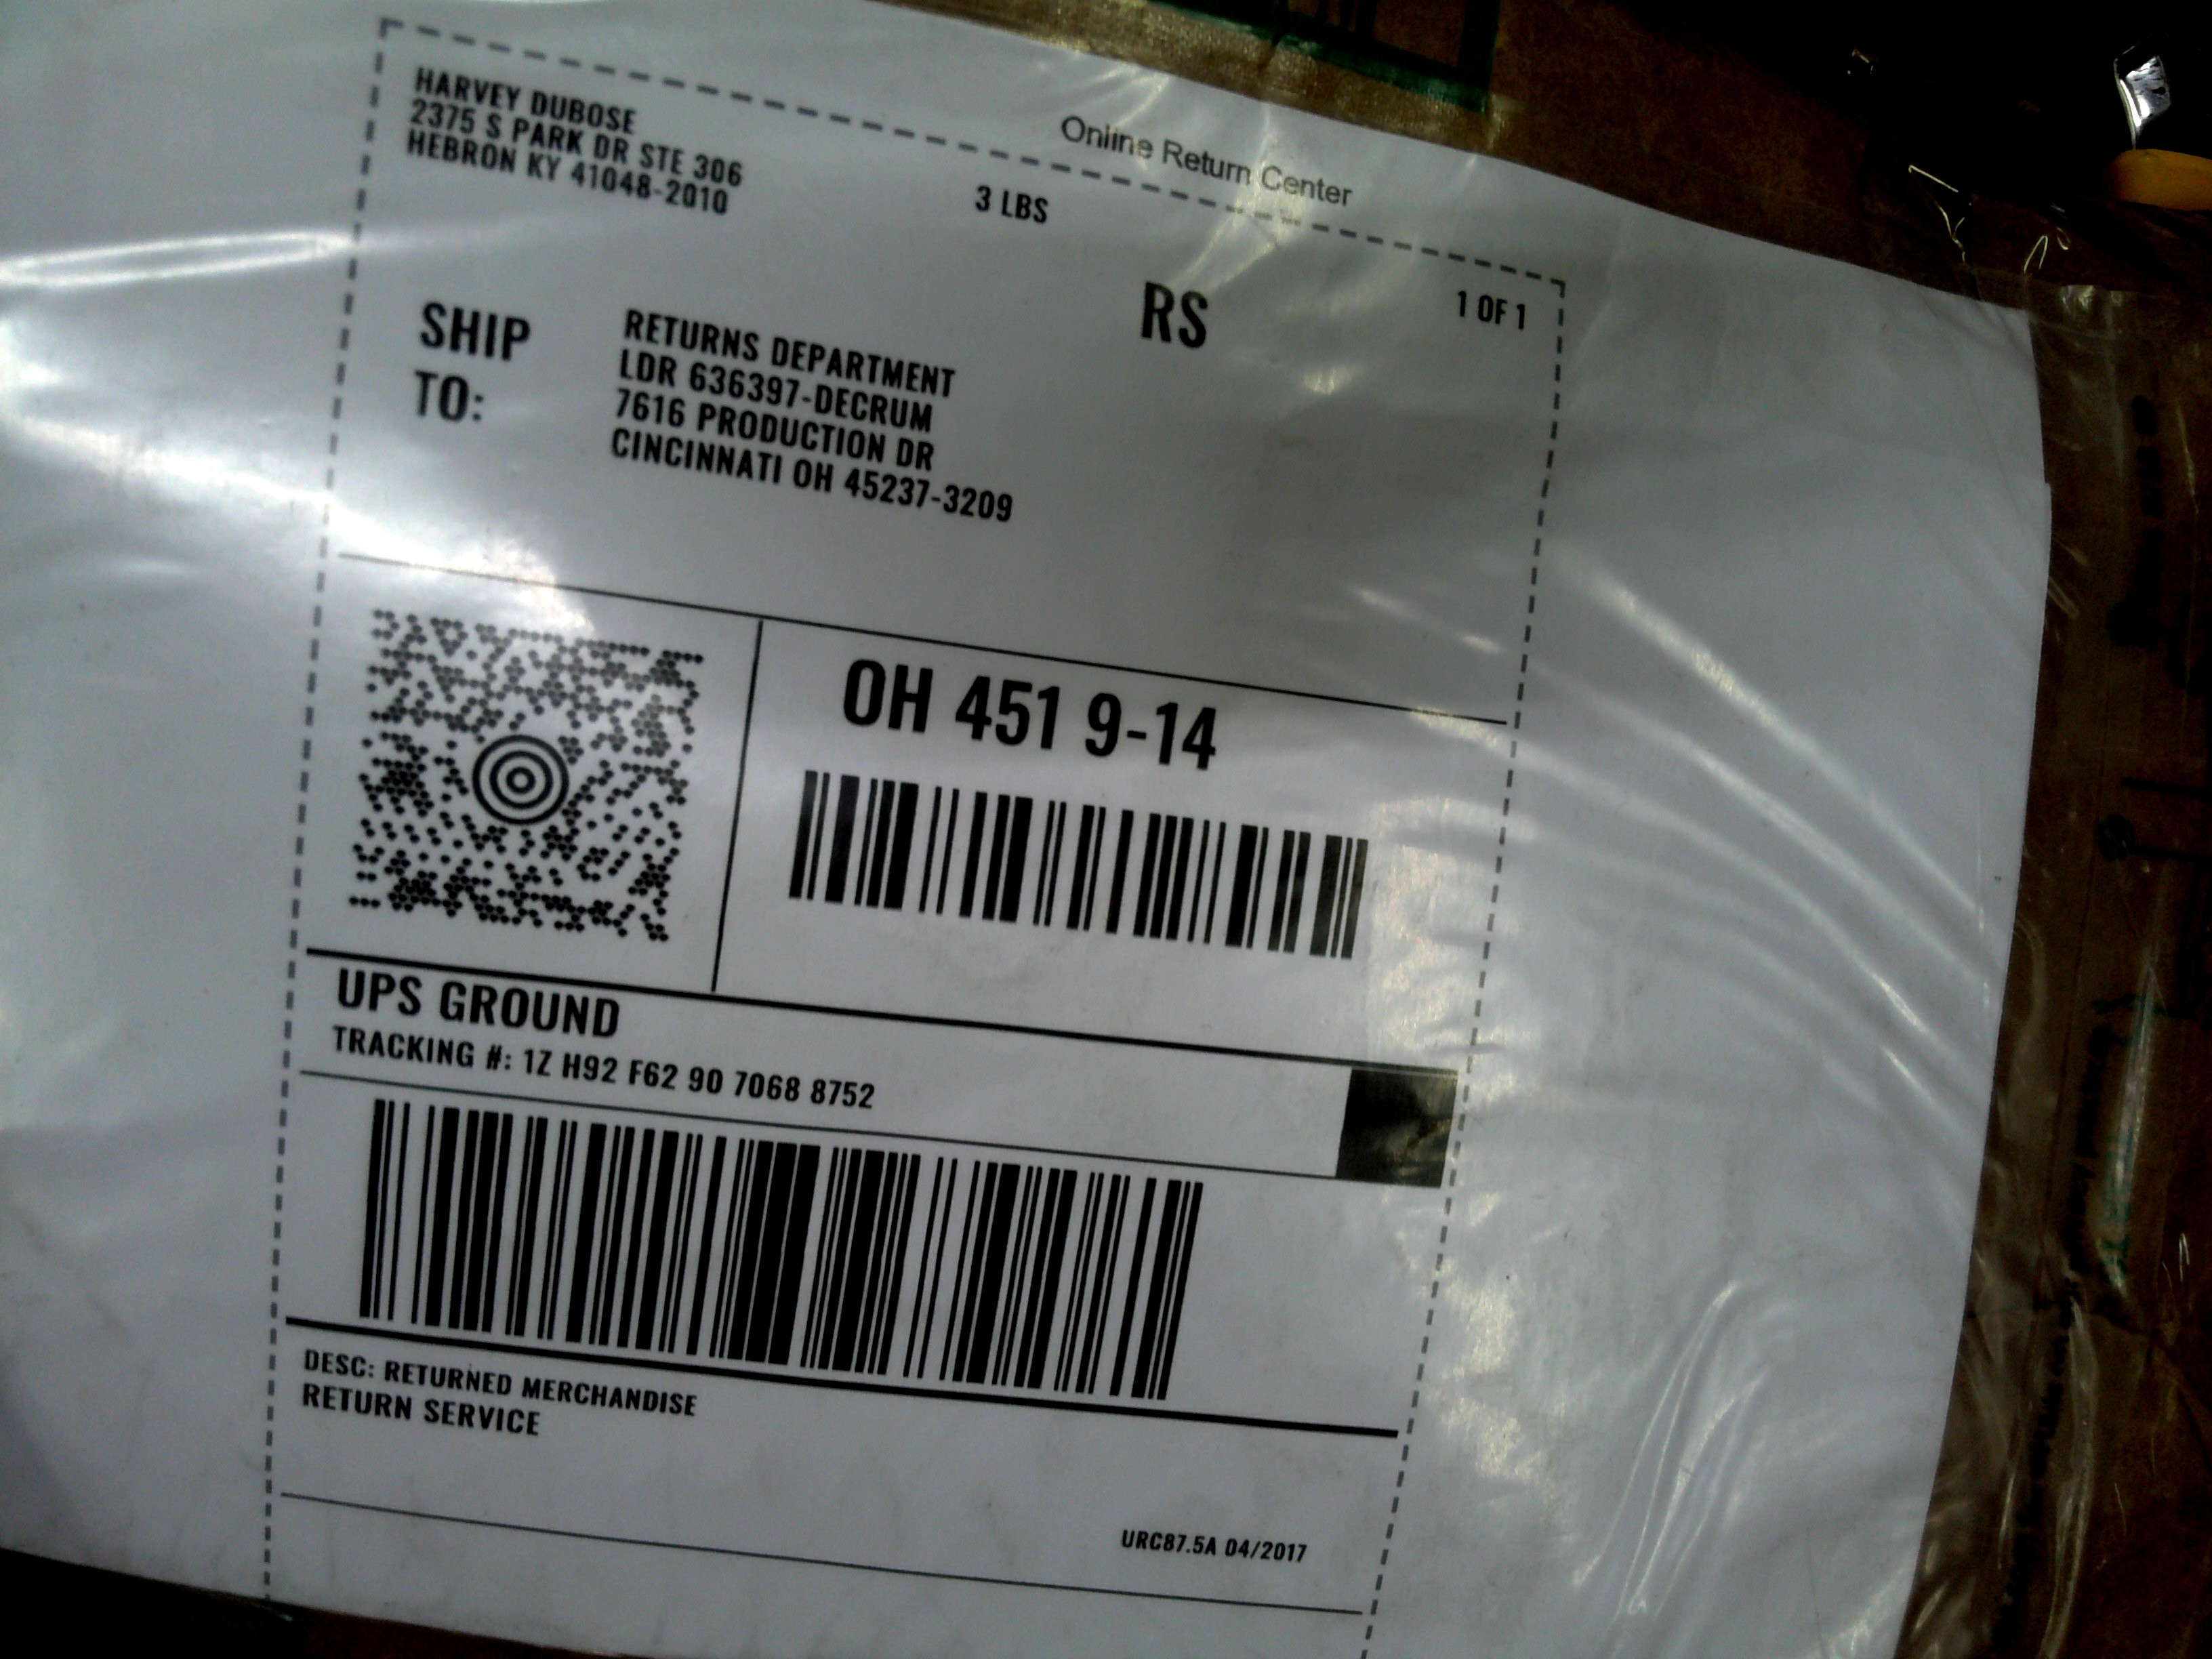 Online Return Center
HARVEY DUBOSE
2375 S PARK DR STE 306
HEBRON KY 41048-2010
3 LBS
RS
1 OF 1
SHIP
TO:
RETURNS DEPARTMENT
LDR 636397-DECRUM
7616 PRODUCTION DR
CINCINNATI OH 45237-3209
OH 451 9-14
UPS GROUND
TRACKING #: 1Z H92 F62 90 7068 8752
DESC: RETURNED MERCHANDISE
RETURN SERVICE
URC87.5A 04/2017